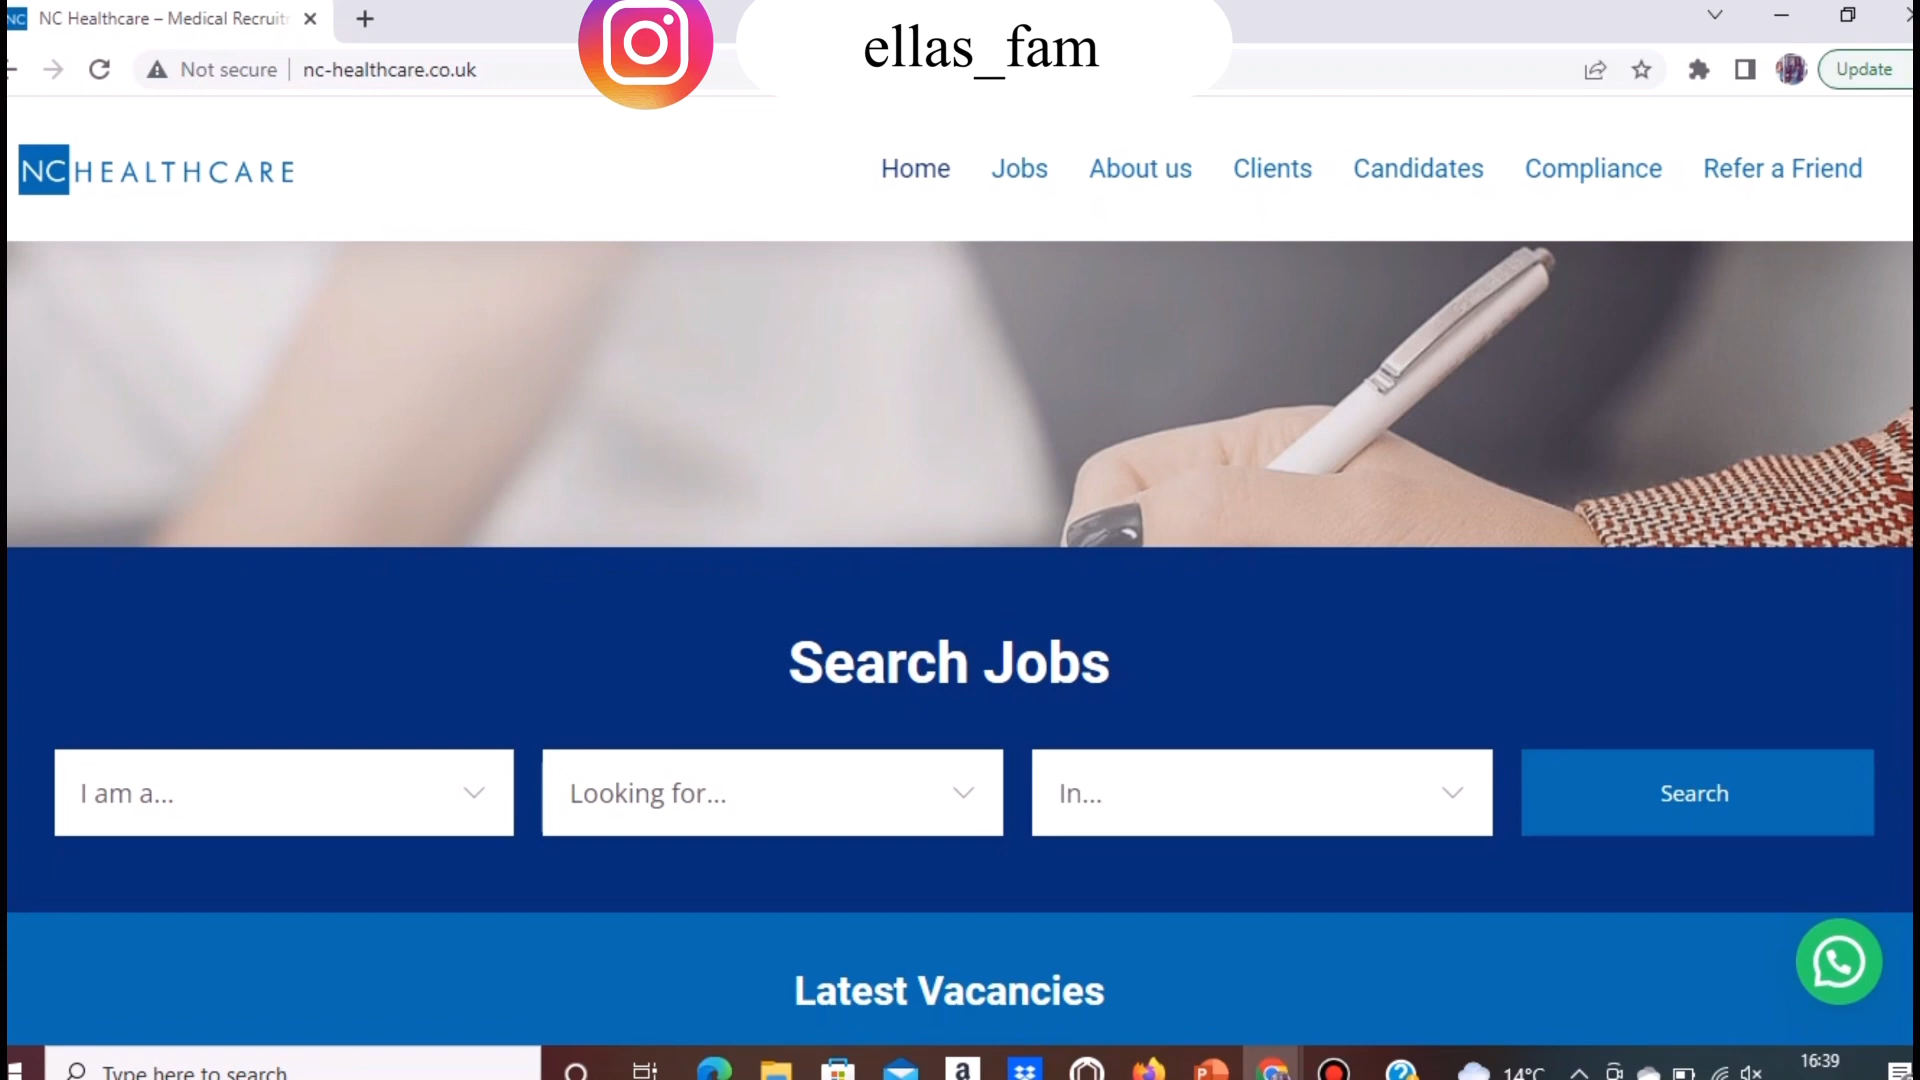 NC Healthcare – Medical Recruit
ellas_fam
Not secure
nc-healthcare.co.uk
Update
NC HEALTHCARE
Home
Jobs
About us
Clients
Candidates
Compliance
Refer a Friend
Search Jobs
I am a...
Looking for...
In...
Search
Latest Vacancies
Type here to search
14°C
16:39